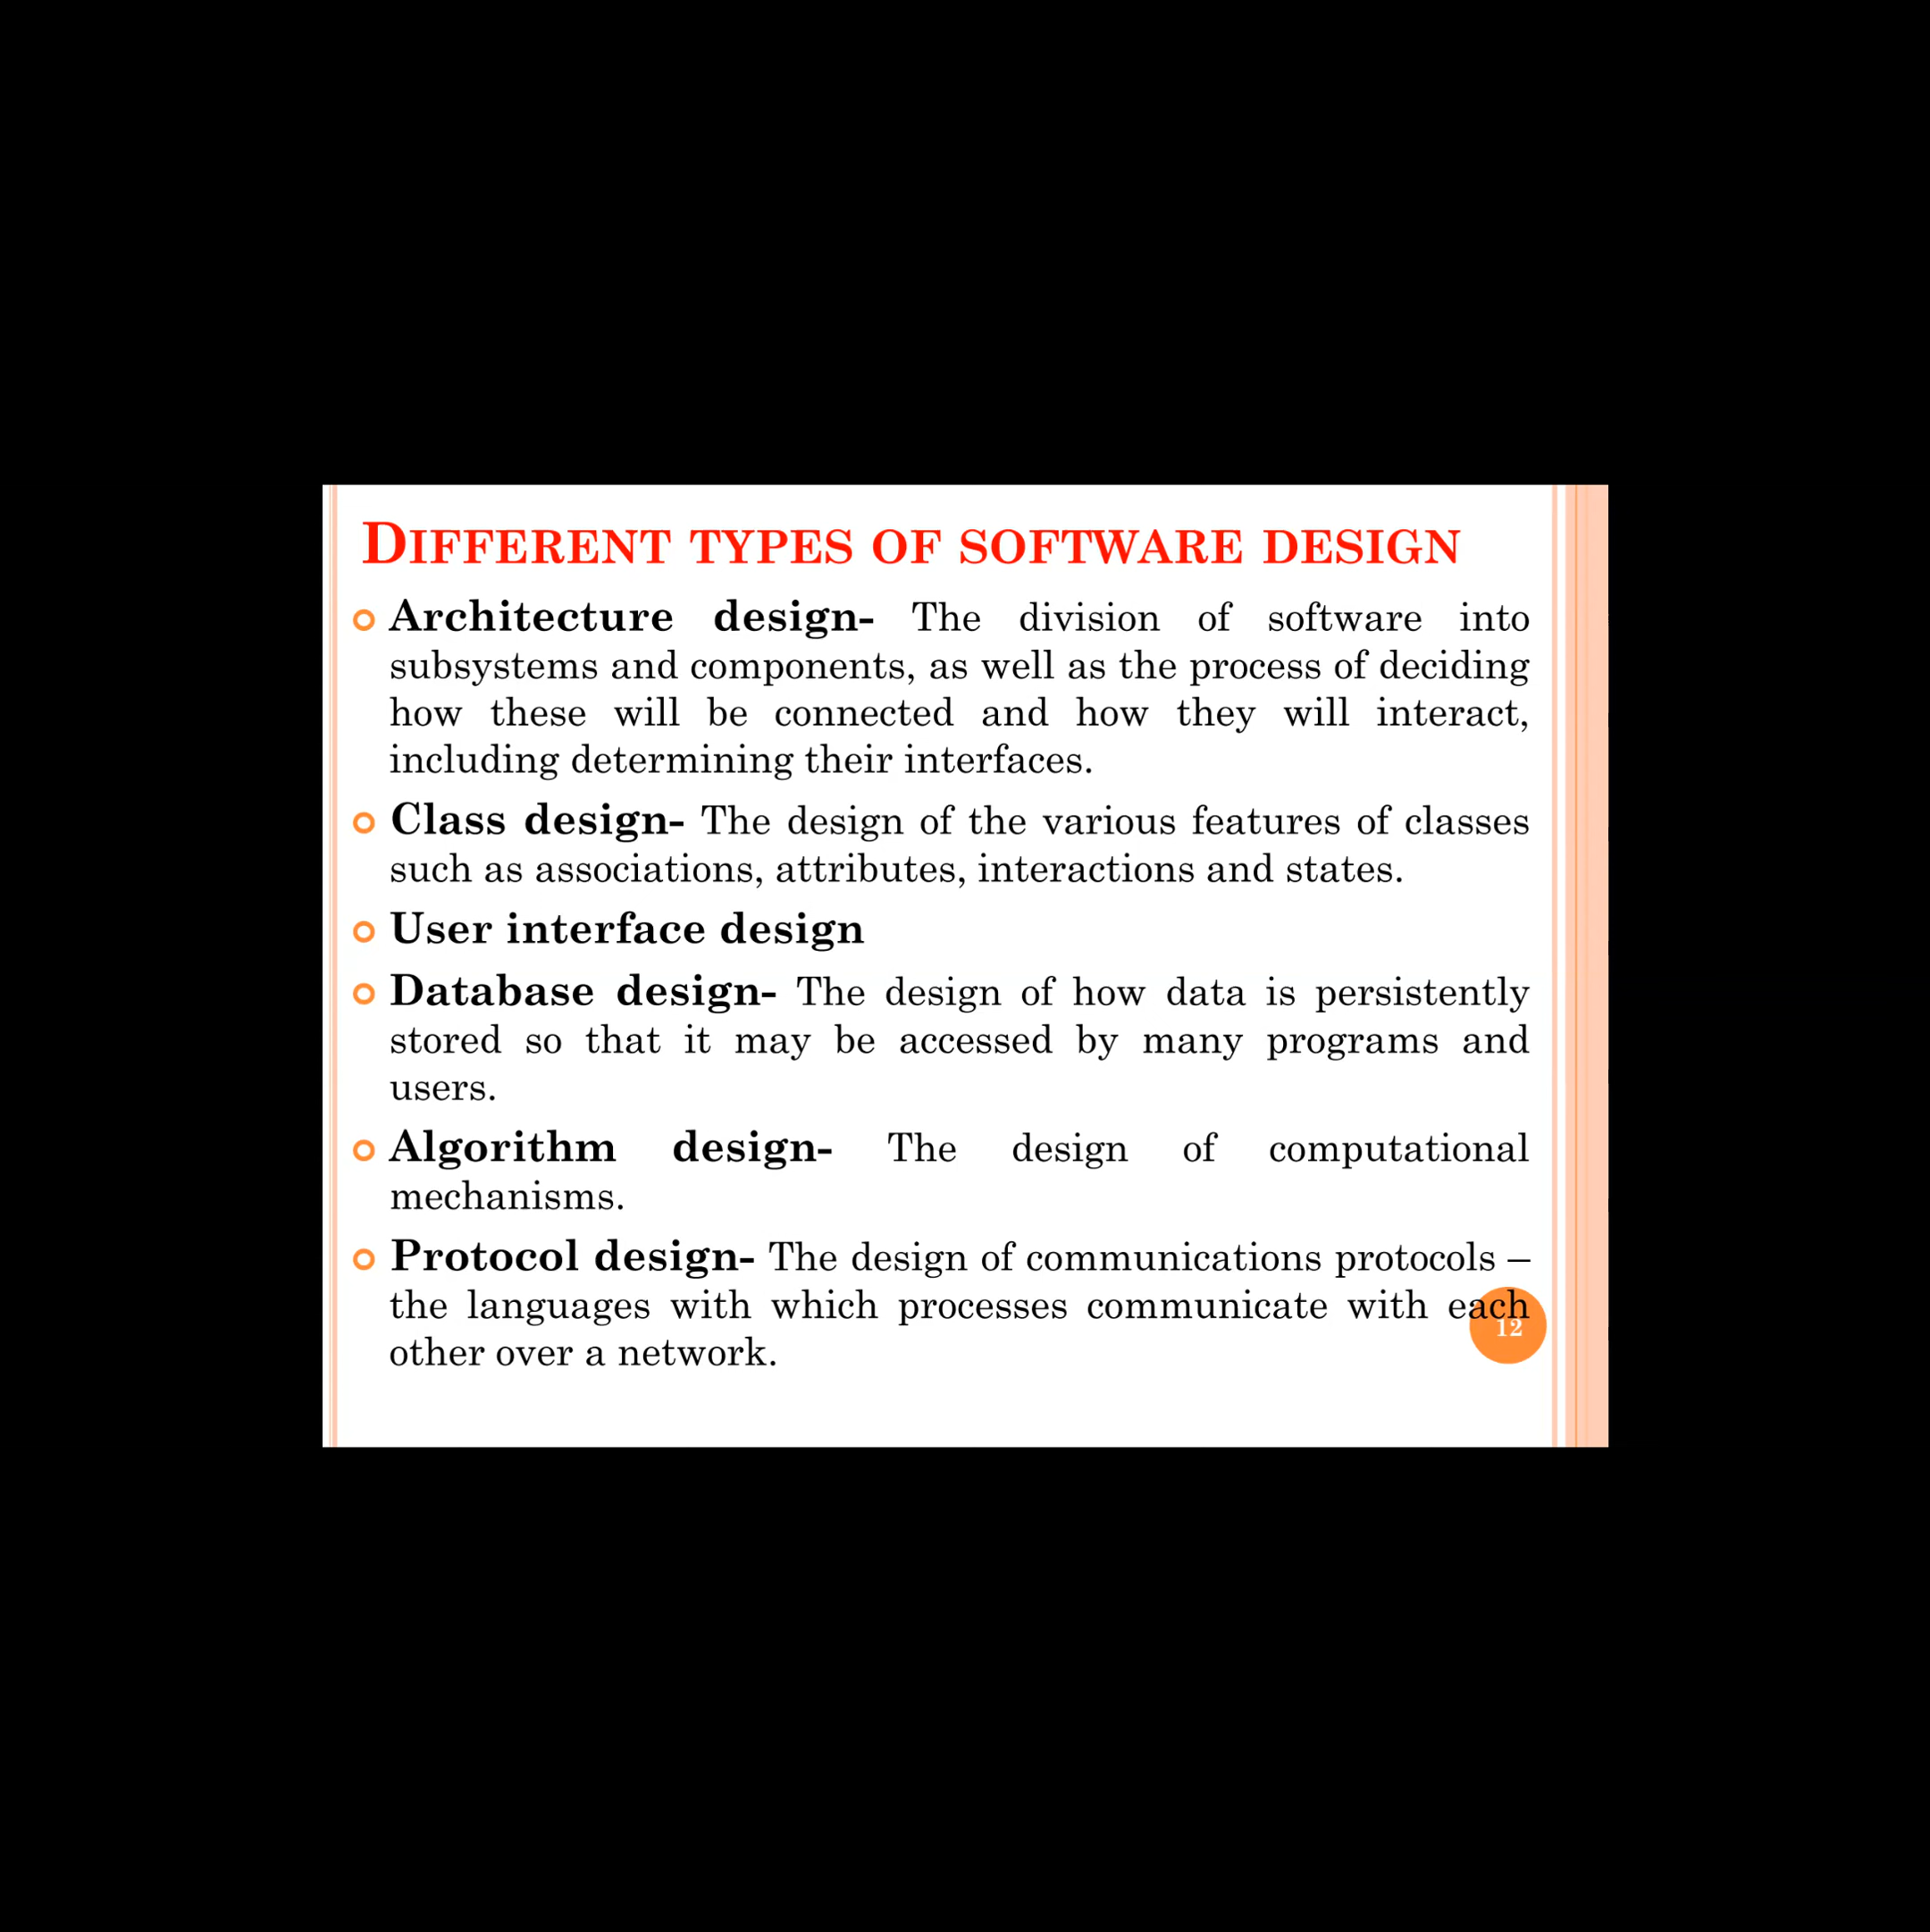 DIFFERENT TYPES OF SOFTWARE DESIGN
Architecture design- The division of software into
subsystems and components, as well as the process of deciding
how these will be connected and how they will interact,
including determining their interfaces.
Class design- The design of the various features of classes
such as associations, attributes, interactions and states.
User interface design
Database design- The design of how data is persistently
stored so that it may be accessed by many programs and
users.
Algorithm design- The design of computational
mechanisms.
Protocol design- The design of communications protocols –
the languages with which processes communicate with each
other over a network.
12